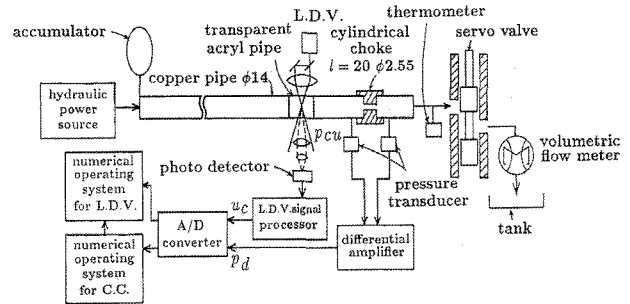 L.D.V.
thermometer
servo valve
accumulator
transparent
acryl pipe
cylindrical
choke
l = 20 ϕ2.55
copper pipe ϕ14
hydraulic
power
source
p_cu
photo detector
pressure
transducer
volumetric
flow meter
tank
numerical
operating
system
for L.D.V.
u_c
A/D
converter
L.D.V.signal
processor
differential
amplifier
p_d
numerical
operating
system
for C.C.